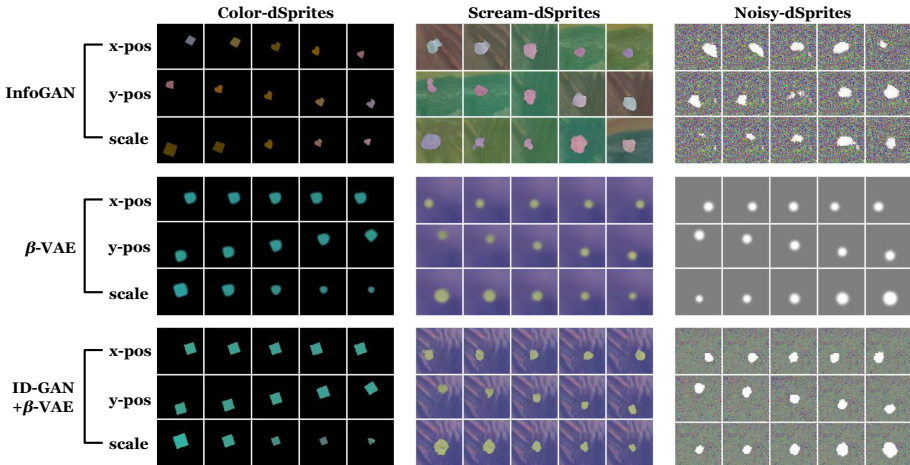 Color-dSprites
Scream-dSprites
Noisy-dSprites
InfoGAN
x-pos
y-pos
scale
β-VAE
x-pos
y-pos
scale
ID-GAN
+β-VAE
x-pos
y-pos
scale